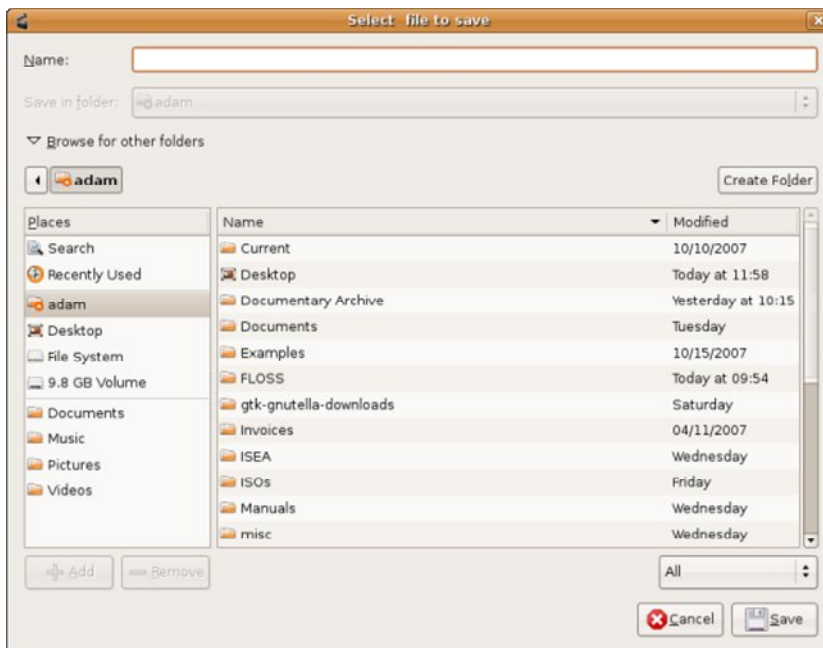 Select file to save
Name:
Save in folder: adam
Browse for other folders
adam
Create Folder
Places
Search
Recently Used
adam
Desktop
File System
9.8 GB Volume
Documents
Music
Pictures
Videos
Name Modified
Current 10/10/2007
Desktop Today at 11:58
Documentary Archive Yesterday at 10:15
Documents Tuesday
Examples 10/15/2007
FLOSS Today at 09:54
gtk-gnutella-downloads Saturday
Invoices 04/11/2007
ISEA Wednesday
ISOs Friday
Manuals Wednesday
misc Wednesday
Add Remove
All
Cancel Save